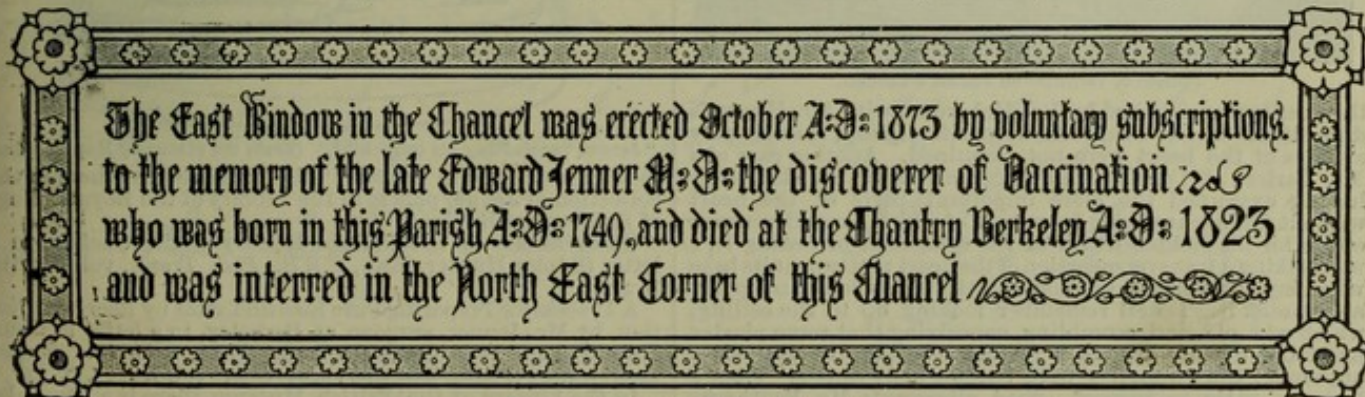 The East Window in the Chancel was erected October A:D: 1873 by voluntary subscriptions.
to the memory of the late Edward Jenner M:D: the discoverer of Vaccination
who was born in this Parish A:D: 1749, and died at the Chantry Berkeley A:D: 1823
and was interred in the North East Corner of this Chancel